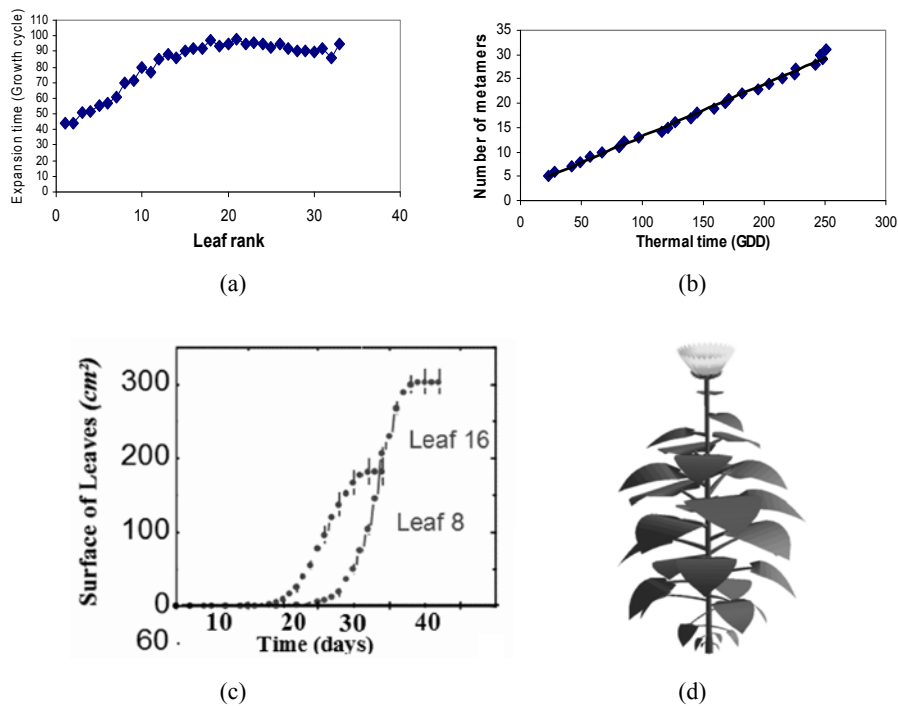 Expansion time (Growth cycle)
110
100
90
80
70
60
50
40
30
20
10
0
0 10 20 30 40
Leaf rank
(a)
Number of metamers
35
30
25
20
15
10
5
0
0 50 100 150 200 250 300
Thermal time (GDD)
(b)
Surface of Leaves (cm²)
300
200
100
0
60 .
Leaf 16
Leaf 8
10 20 30 40
Time (days)
(c)
(d)